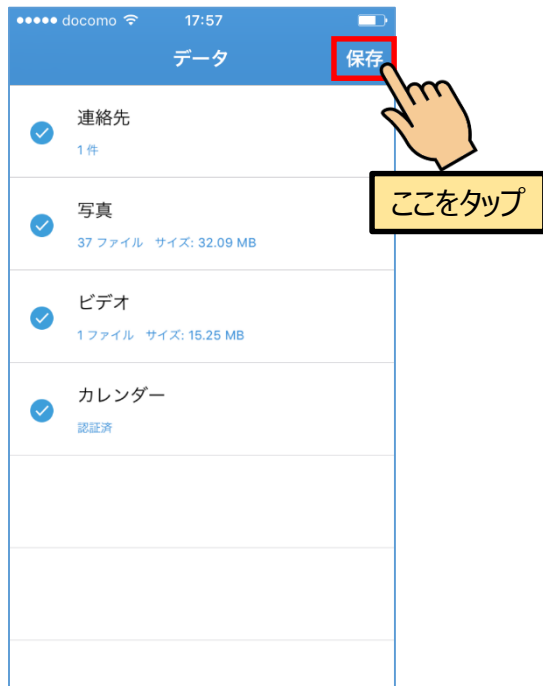 docomo 17:57
データ 保存
連絡先
1 件
ここをタップ
写真
37 ファイル サイズ: 32.09 MB
ビデオ
1 ファイル サイズ: 15.25 MB
カレンダー
認証済